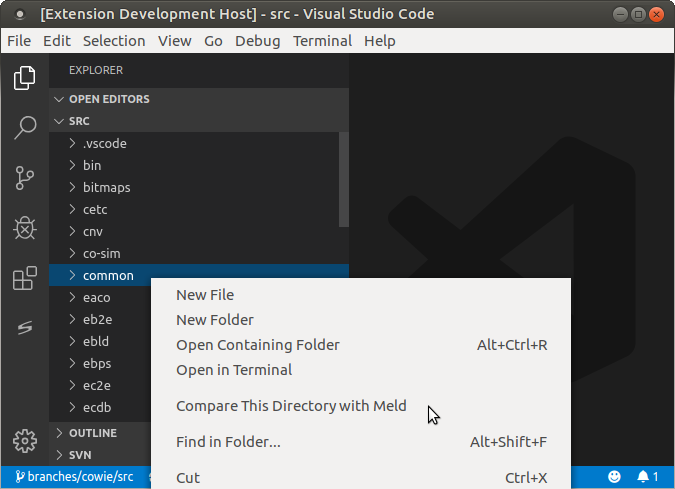 [Extension Development Host] - src - Visual Studio Code
File Edit Selection View Go Debug Terminal Help
EXPLORER
OPEN EDITORS
SRC
.vscode
bin
bitmaps
cetc
cnv
co-sim
common
eaco
eb2e
ebld
ebps
ec2e
ecdb
OUTLINE
SVN
New File
New Folder
Open Containing Folder Alt+Ctrl+R
Open in Terminal
Compare This Directory with Meld
Find in Folder... Alt+Shift+F
Cut Ctrl+X
branches/cowie/src 1